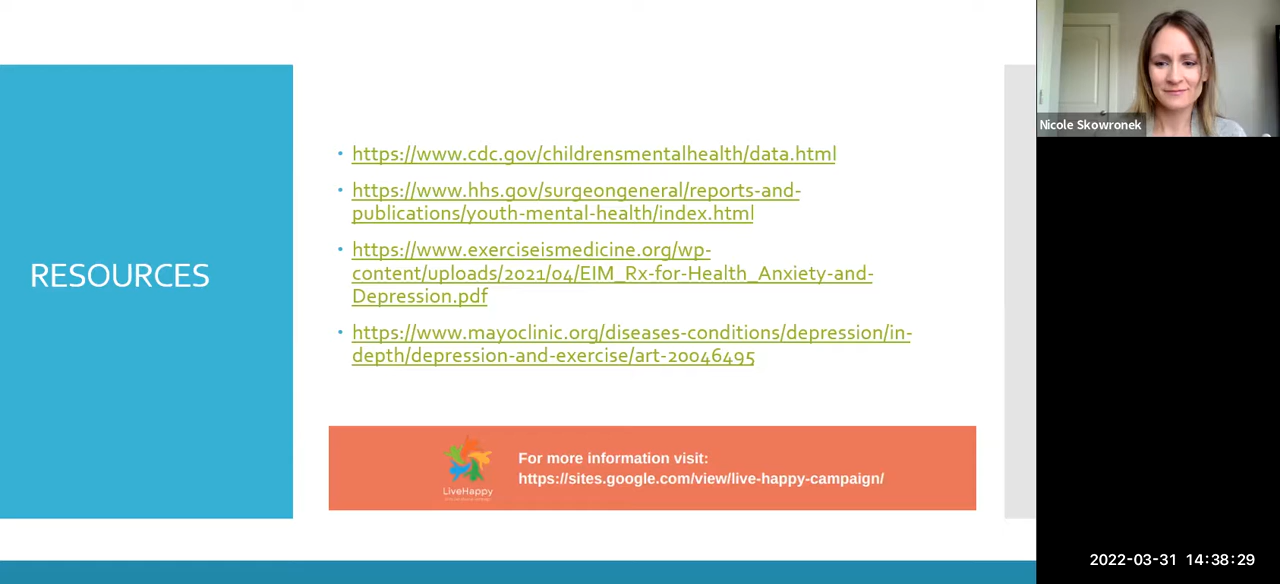 RESOURCES
https://www.cdc.gov/childrensmentalhealth/data.html
https://www.hhs.gov/surgeongeneral/reports-and-
publications/youth-mental-health/index.html
https://www.exerciseismedicine.org/wp-
content/uploads/2021/04/EIM_Rx-for-Health_Anxiety-and-
Depression.pdf
https://www.mayoclinic.org/diseases-conditions/depression/in-
depth/depression-and-exercise/art-20046495
LiveHappy
For more information visit:
https://sites.google.com/view/live-happy-campaign/
Nicole Skowronek
2022-03-31 14:38:29